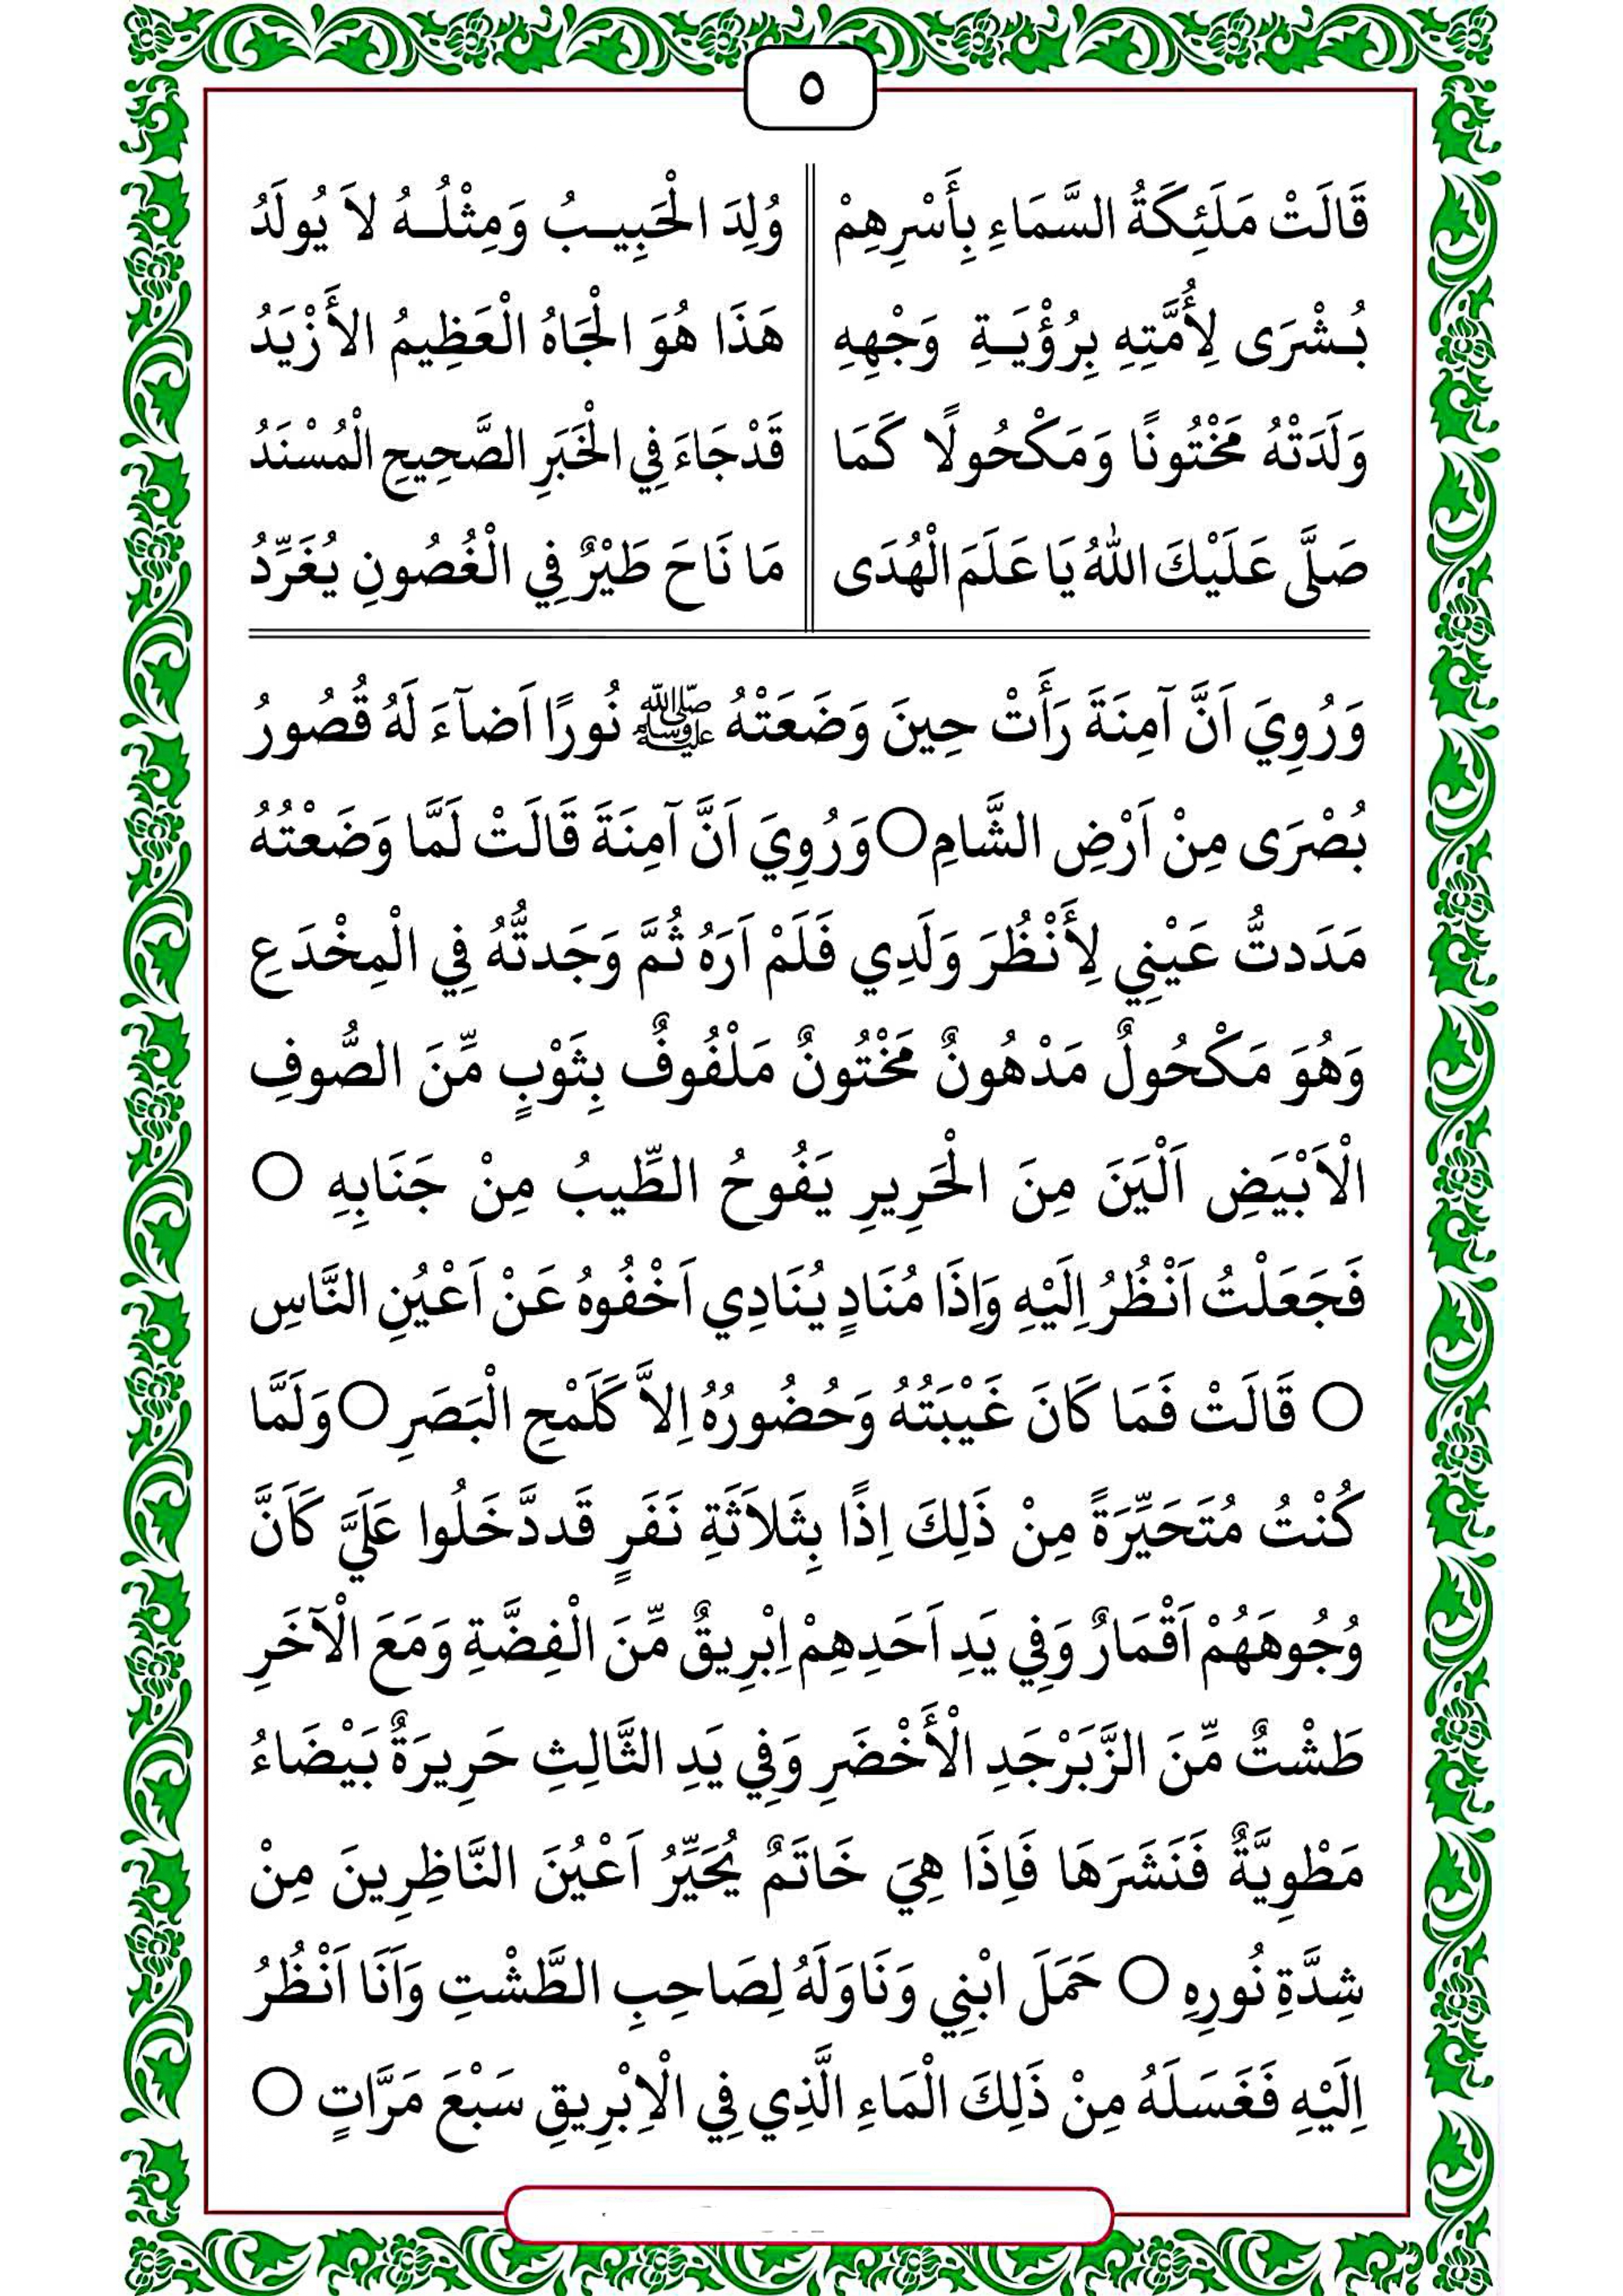 ٥
قَالَتْ مَلَئِكَةُ السَّمَاءِ بِأَسْرِهِمْ وُلِدَ الْحَبِيبُ وَمِثْلُهُ لاَ يُولَدُ
بُشْرَى لِأُمَّتِهِ بِرُؤْيَةِ وَجْهِهِ هَذَا هُوَ الْجَاهُ الْعَظِيمُ الأَزْيَدُ
وَلَدَتْهُ مَخْتُونًا وَمَكْحُولًا كَمَا قَدْجَاءَ فِي الْخَبَرِ الصَّحِيحِ الْمُسْنَدُ
صَلَّى عَلَيْكَ اللهُ يَا عَلَمَ الْهُدَى مَا نَاحَ طَيْرٌ فِي الْغُصُونِ يُغَرِّدُ
وَرُوِيَ اَنَّ آمِنَةَ رَأَتْ حِينَ وَضَعَتْهُ ﷺ نُورًا اَضآءَ لَهُ قُصُورُ
بُصْرَى مِنْ اَرْضِ الشَّامِ○وَرُوِيَ اَنَّ آمِنَةَ قَالَتْ لَمَّا وَضَعْتُهُ
مَدَدتُّ عَيْنِي لِأَنْظُرَ وَلَدِي فَلَمْ اَرَهُ ثُمَّ وَجَدتُّهُ فِي الْمِخْدَعِ
وَهُوَ مَكْحُولٌ مَدْهُونٌ مَخْتُونٌ مَلْفُوفٌ بِثَوْبٍ مِّنَ الصُّوفِ
الْاَبْيَضِ اَلْيَنَ مِنَ الْحَرِيرِ يَفُوحُ الطِّيبُ مِنْ جَنَابِهِ ○
فَجَعَلْتُ اَنْظُرُ اِلَيْهِ وَاِذَا مُنَادٍ يُنَادِي اَخْفُوهُ عَنْ اَعْيُنِ النَّاسِ
○ قَالَتْ فَمَا كَانَ غَيْبَتُهُ وَحُضُورُهُ اِلاَّ كَلَمْحِ الْبَصَرِ○وَلَمَّا
كُنْتُ مُتَحَيِّرَةً مِنْ ذَلِكَ اِذًا بِثَلاَثَةِ نَفَرٍ قَددَّخَلُوا عَلَيَّ كَاَنَّ
وُجُوهَهُمْ اَقْمَارٌ وَفِي يَدِ اَحَدِهِمْ اِبْرِيقٌ مِّنَ الْفِضَّةِ وَمَعَ الْآخَرِ
طَشْتٌ مِّنَ الزَّبَرْجَدِ الْأَخْضَرِ وَفِي يَدِ الثَّالِثِ حَرِيرَةٌ بَيْضَاءُ
مَطْوِيَّةٌ فَنَشَرَهَا فَاِذَا هِيَ خَاتَمٌ يُحَيِّرُ اَعْيُنَ النَّاظِرِينَ مِنْ
شِدَّةِ نُورِهِ ○ حَمَلَ ابْنِي وَنَاوَلَهُ لِصَاحِبِ الطَّشْتِ وَاَنَا اَنْظُرُ
اِلَيْهِ فَغَسَلَهُ مِنْ ذَلِكَ الْمَاءِ الَّذِي فِي الْاِبْرِيقِ سَبْعَ مَرَّاتٍ ○